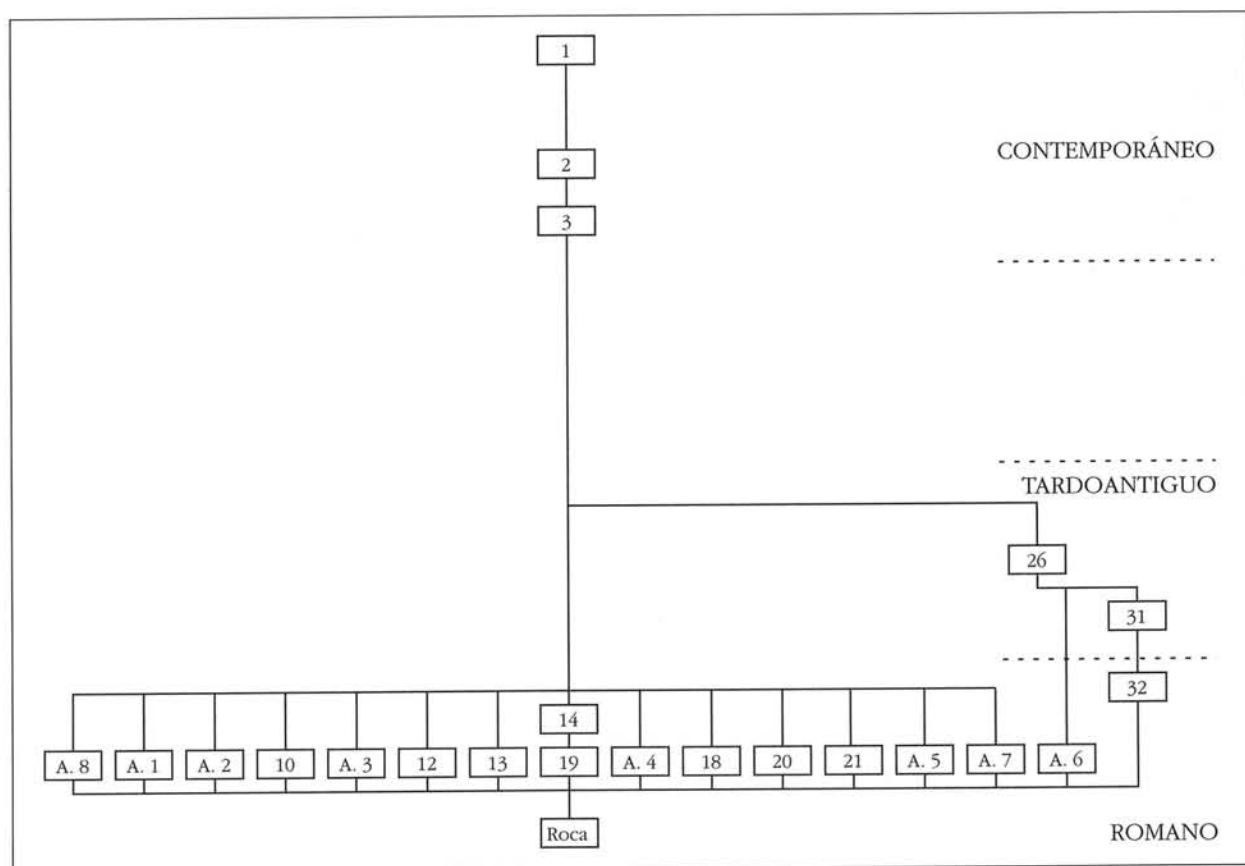 1
2
CONTEMPORÁNEO
3
TARDOANTIGUO
26
31
32
14
A. 8 A. 1 A. 2 10 A. 3 12 13 19 A. 4 18 20 21 A. 5 A. 7 A. 6
Roca
ROMANO